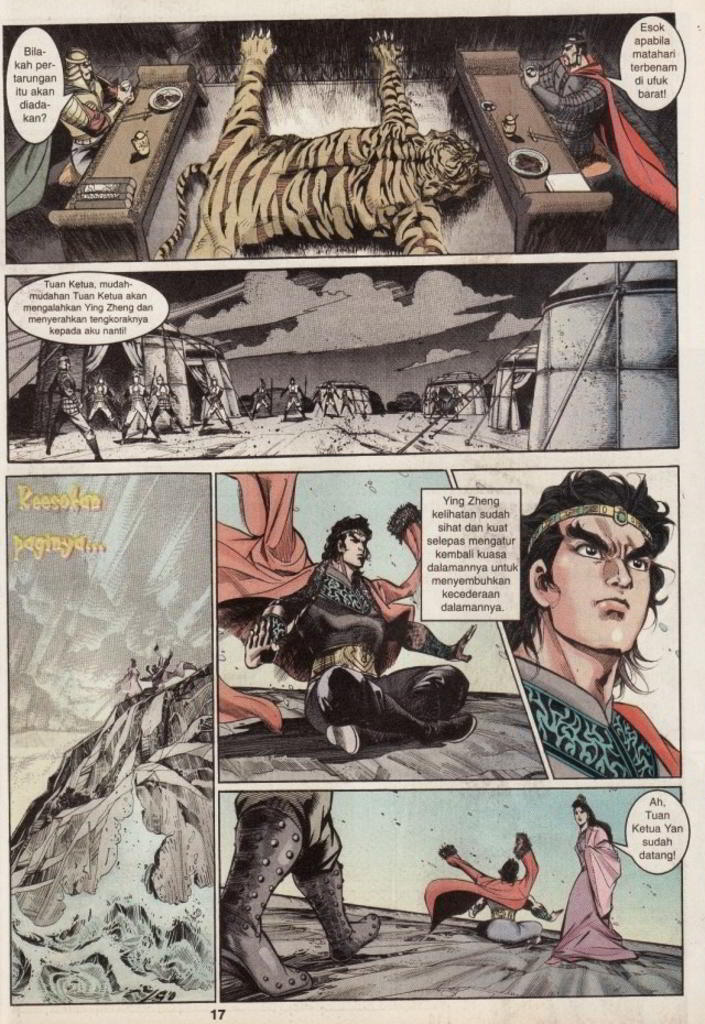 Bila-
kah per-
tarungan
itu akan
diada-
kan?
Esok
apabila
matahari
terbenam
di ufuk
barat!
Tuan Ketua, mudah-
mudahan Tuan Ketua akan
mengalahkan Ying Zheng dan
menyerahkan tengkoraknya
kepada aku nanti!
Keesokan
paginya...
Ying Zheng
kelihatan sudah
sihat dan kuat
selepas mengatur
kembali kuasa
dalamannya untuk
menyembuhkan
kecederaan
dalamannya.
Ah,
Tuan
Ketua Yan
sudah
datang!
17